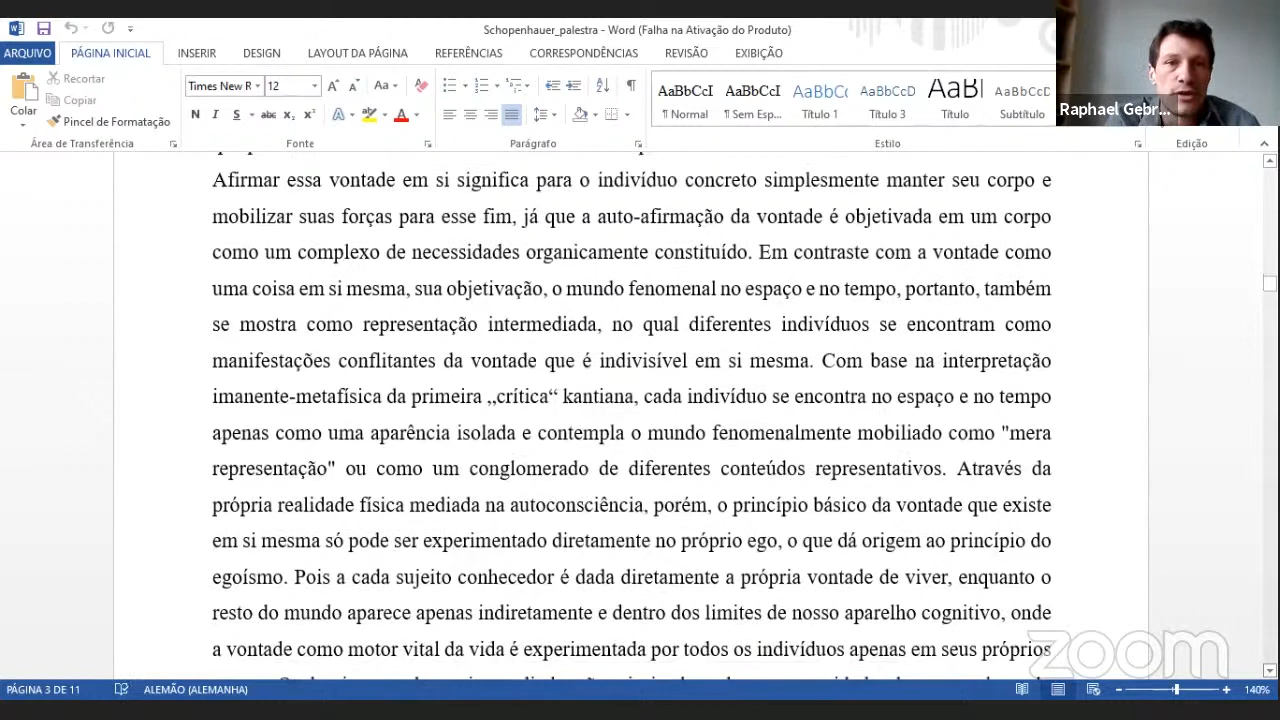 Schopenhauer_palestra - Word (Falha na Ativação do Produto)
ARQUIVO PÁGINA INICIAL INSERIR DESIGN LAYOUT DA PÁGINA REFERÊNCIAS CORRESPONDÊNCIAS REVISÃO EXIBIÇÃO
Colar
Recortar
Copiar
Pincel de Formatação
Área de Transferência
Times New R 12
Aa
N I S abc x₂ x²
A A
Fonte
Parágrafo
AaBbCcI AaBbCcI AaBbCc AaBbCcD AaBl AaBbCcD
¶ Normal ¶ Sem Esp... Título 1 Título 3 Título Subtítulo
Estilo
Edição
Raphael Gebr...
Afirmar essa vontade em si significa para o indivíduo concreto simplesmente manter seu corpo e
mobilizar suas forças para esse fim, já que a auto-afirmação da vontade é objetivada em um corpo
como um complexo de necessidades organicamente constituído. Em contraste com a vontade como
uma coisa em si mesma, sua objetivação, o mundo fenomenal no espaço e no tempo, portanto, também
se mostra como representação intermediada, no qual diferentes indivíduos se encontram como
manifestações conflitantes da vontade que é indivisível em si mesma. Com base na interpretação
imanente-metafísica da primeira „crítica“ kantiana, cada indivíduo se encontra no espaço e no tempo
apenas como uma aparência isolada e contempla o mundo fenomenalmente mobiliado como "mera
representação" ou como um conglomerado de diferentes conteúdos representativos. Através da
própria realidade física mediada na autoconsciência, porém, o princípio básico da vontade que existe
em si mesma só pode ser experimentado diretamente no próprio ego, o que dá origem ao princípio do
egoísmo. Pois a cada sujeito conhecedor é dada diretamente a própria vontade de viver, enquanto o
resto do mundo aparece apenas indiretamente e dentro dos limites de nosso aparelho cognitivo, onde
a vontade como motor vital da vida é experimentada por todos os indivíduos apenas em seus próprios
zoom
PÁGINA 3 DE 11 ALEMÃO (ALEMANHA) 140%